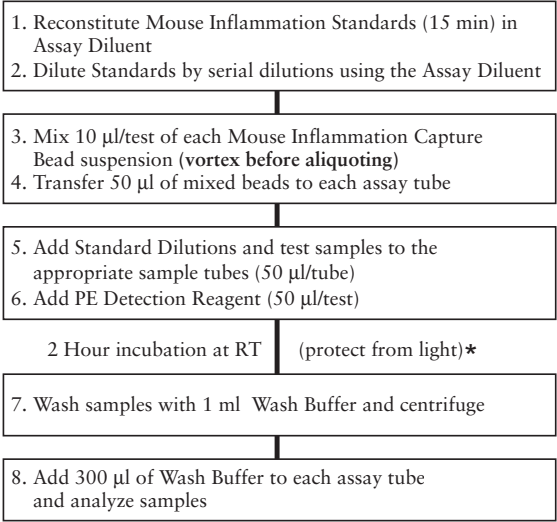 1. Reconstitute Mouse Inflammation Standards (15 min) in
Assay Diluent
2. Dilute Standards by serial dilutions using the Assay Diluent
3. Mix 10 µl/test of each Mouse Inflammation Capture
Bead suspension (vortex before aliquoting)
4. Transfer 50 µl of mixed beads to each assay tube
5. Add Standard Dilutions and test samples to the
appropriate sample tubes (50 µl/tube)
6. Add PE Detection Reagent (50 µl/test)
2 Hour incubation at RT (protect from light)*
7. Wash samples with 1 ml Wash Buffer and centrifuge
8. Add 300 µl of Wash Buffer to each assay tube
and analyze samples